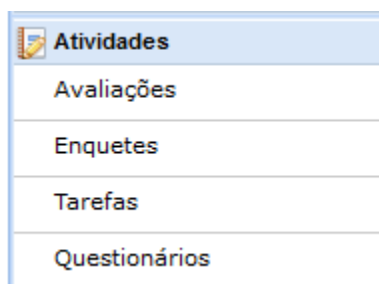 Atividades
Avaliações
Enquetes
Tarefas
Questionários